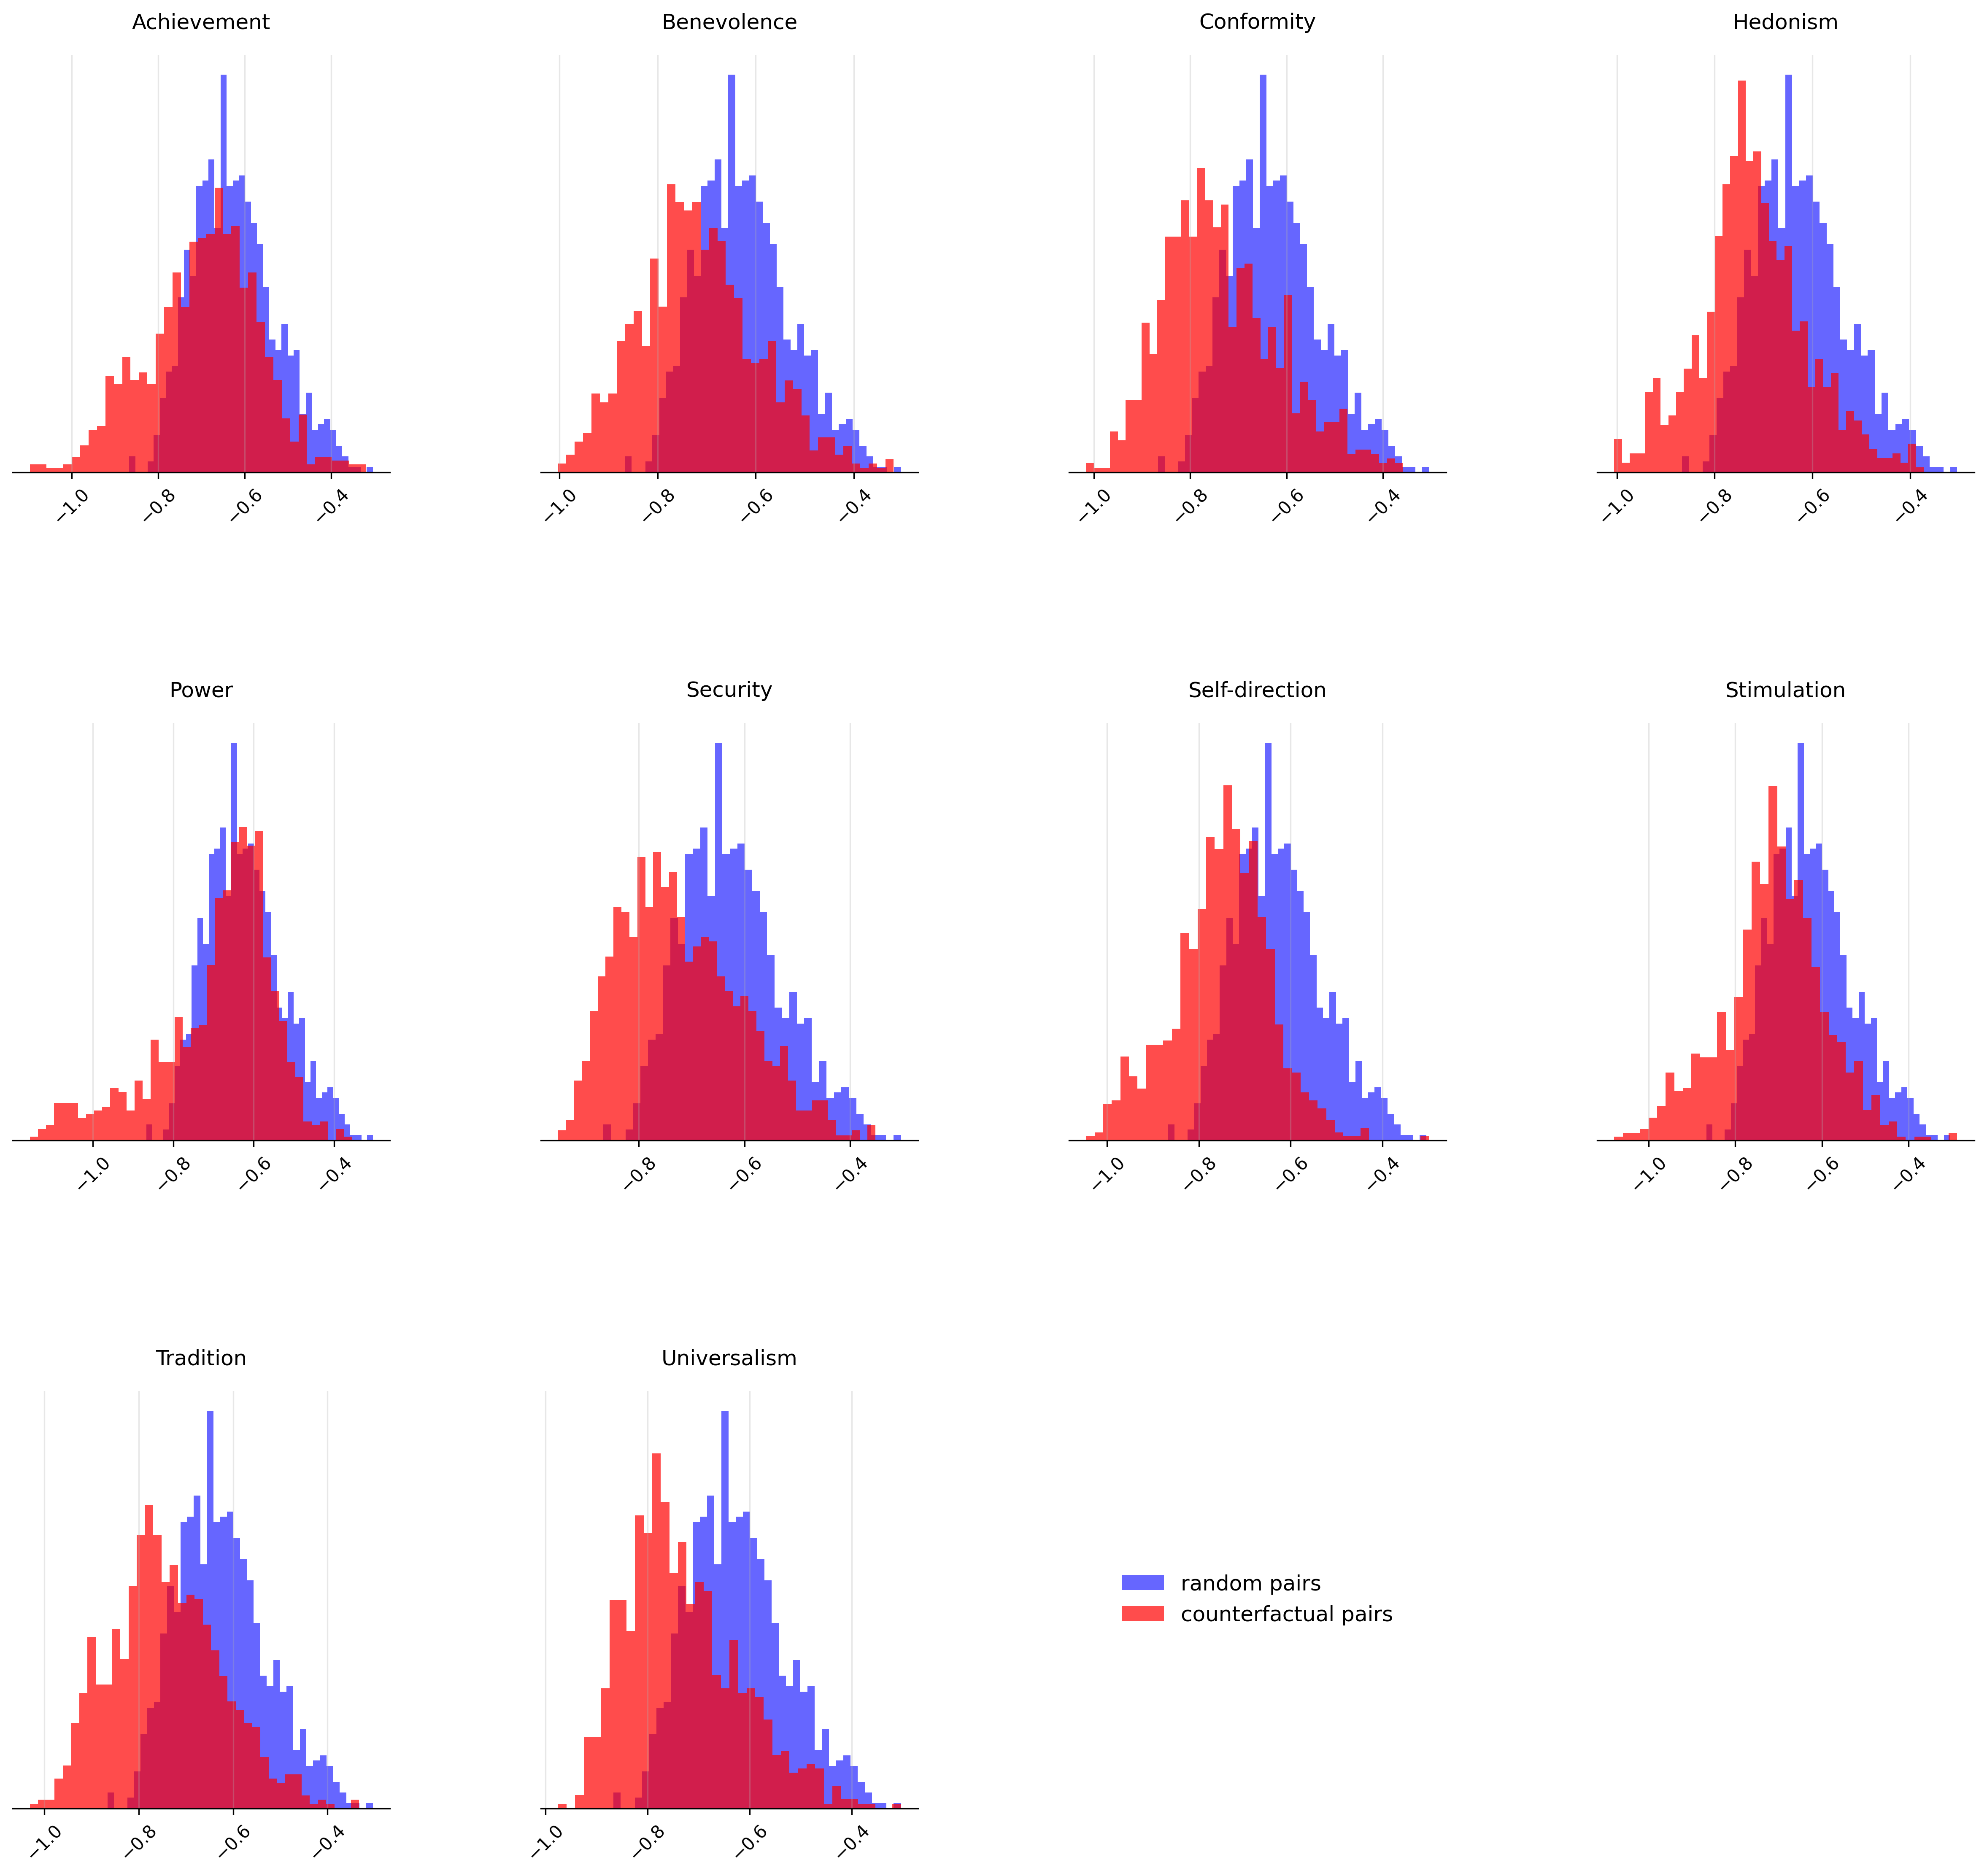 Achievement
Benevolence
Conformity
Hedonism
−1.0 −0.8 −0.6 −0.4
−1.0 −0.8 −0.6 −0.4
−1.0 −0.8 −0.6 −0.4
−1.0 −0.8 −0.6 −0.4
Power
Security
Self-direction
Stimulation
−1.0 −0.8 −0.6 −0.4
−0.8 −0.6 −0.4
−1.0 −0.8 −0.6 −0.4
−1.0 −0.8 −0.6 −0.4
Tradition
Universalism
random pairs
counterfactual pairs
−1.0 −0.8 −0.6 −0.4
−1.0 −0.8 −0.6 −0.4